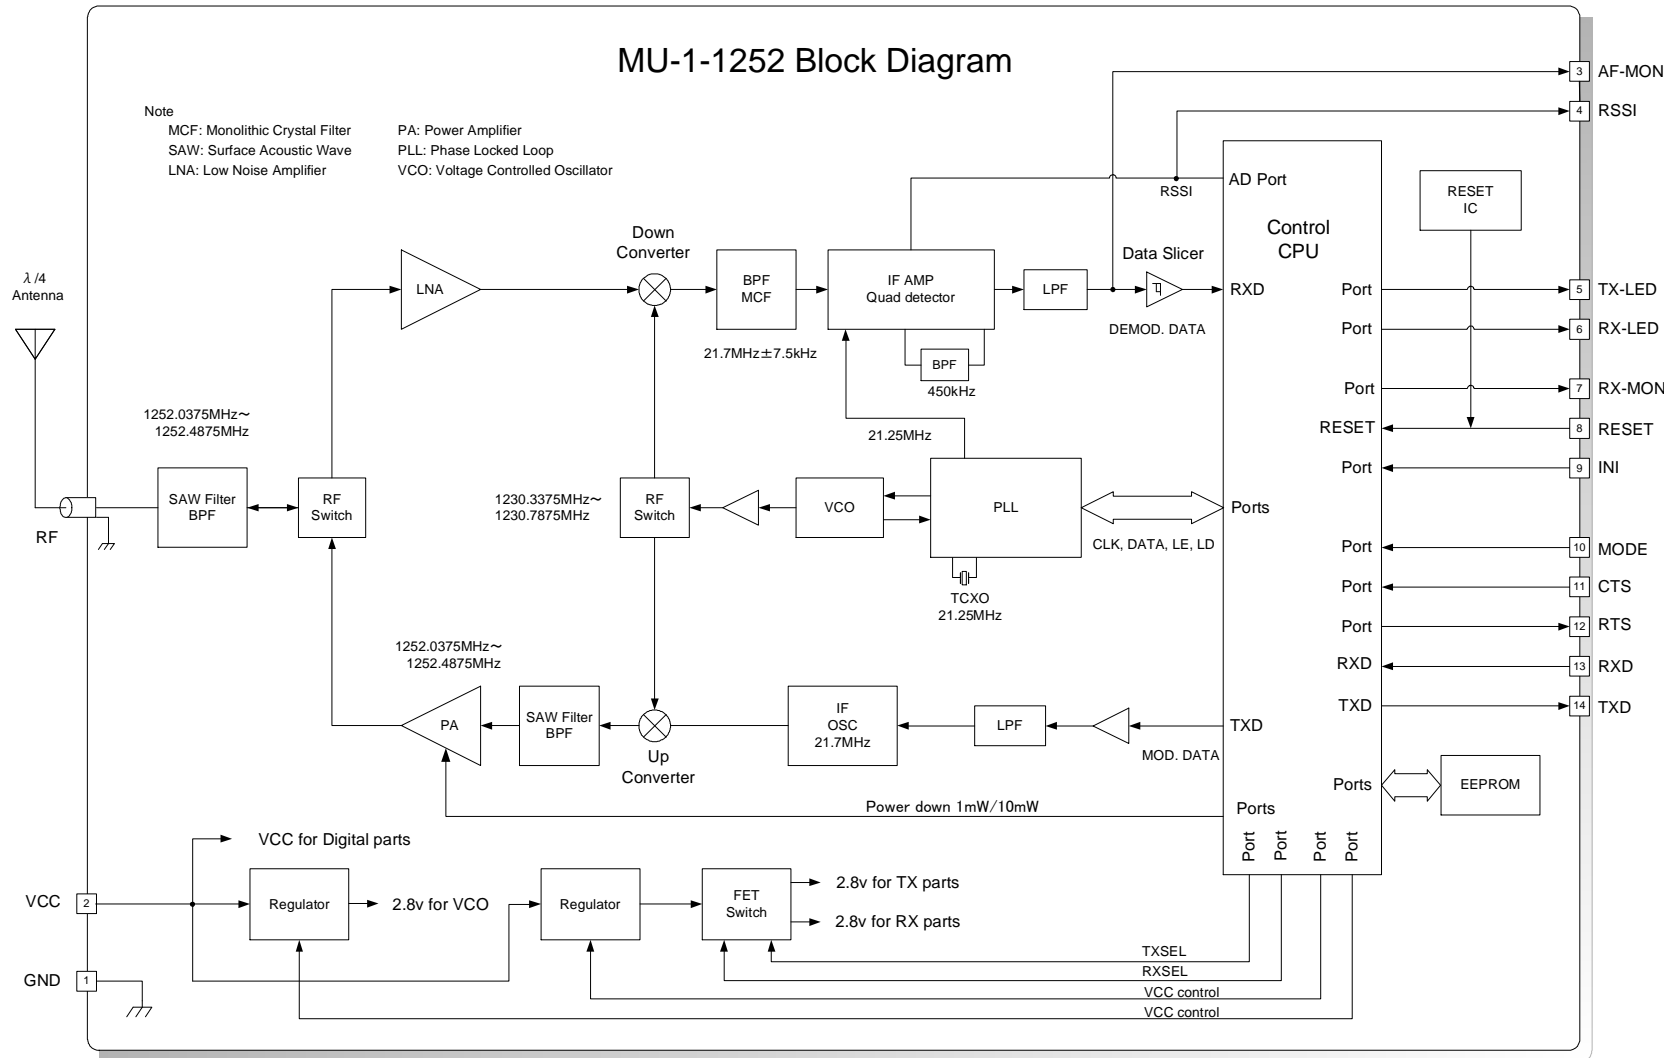 MU-1-1252 Block Diagram
Note
MCF: Monolithic Crystal Filter
SAW: Surface Acoustic Wave
LNA: Low Noise Amplifier
PA: Power Amplifier
PLL: Phase Locked Loop
VCO: Voltage Controlled Oscillator
3 AF-MON
4 RSSI
RSSI
AD Port
Control
CPU
RESET
IC
λ/4
Antenna
LNA
Down
Converter
BPF
MCF
21.7MHz±7.5kHz
IF AMP
Quad detector
BPF
450kHz
LPF
Data Slicer
DEMOD. DATA
RXD
Port
5 TX-LED
Port
6 RX-LED
Port
7 RX-MON
RESET
8 RESET
Port
9 INI
1252.0375MHz～
1252.4875MHz
RF
SAW Filter
BPF
RF
Switch
1230.3375MHz～
1230.7875MHz
RF
Switch
VCO
21.25MHz
PLL
TCXO
21.25MHz
CLK, DATA, LE, LD
Ports
Port
10 MODE
Port
11 CTS
Port
12 RTS
RXD
13 RXD
TXD
14 TXD
1252.0375MHz～
1252.4875MHz
PA
SAW Filter
BPF
Up
Converter
IF
OSC
21.7MHz
LPF
MOD. DATA
TXD
Ports
EEPROM
Power down 1mW/10mW
Ports
Port
Port
Port
Port
VCC for Digital parts
VCC 2
Regulator
2.8v for VCO
Regulator
FET
Switch
2.8v for TX parts
2.8v for RX parts
TXSEL
RXSEL
VCC control
VCC control
GND 1